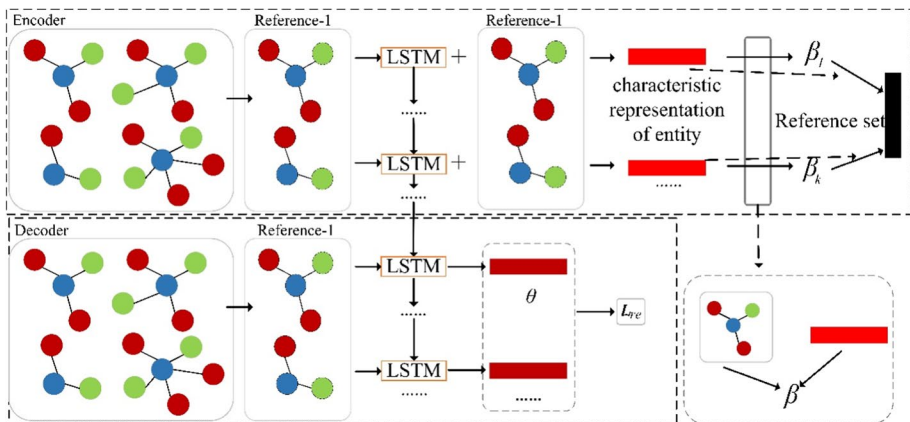 Encoder
Reference-1
Reference-1
LSTM +
......
LSTM +
......
characteristic
representation
of entity
......
β_l
Reference set
β_k
Decoder
Reference-1
LSTM
......
LSTM
......
θ
......
L_re
β